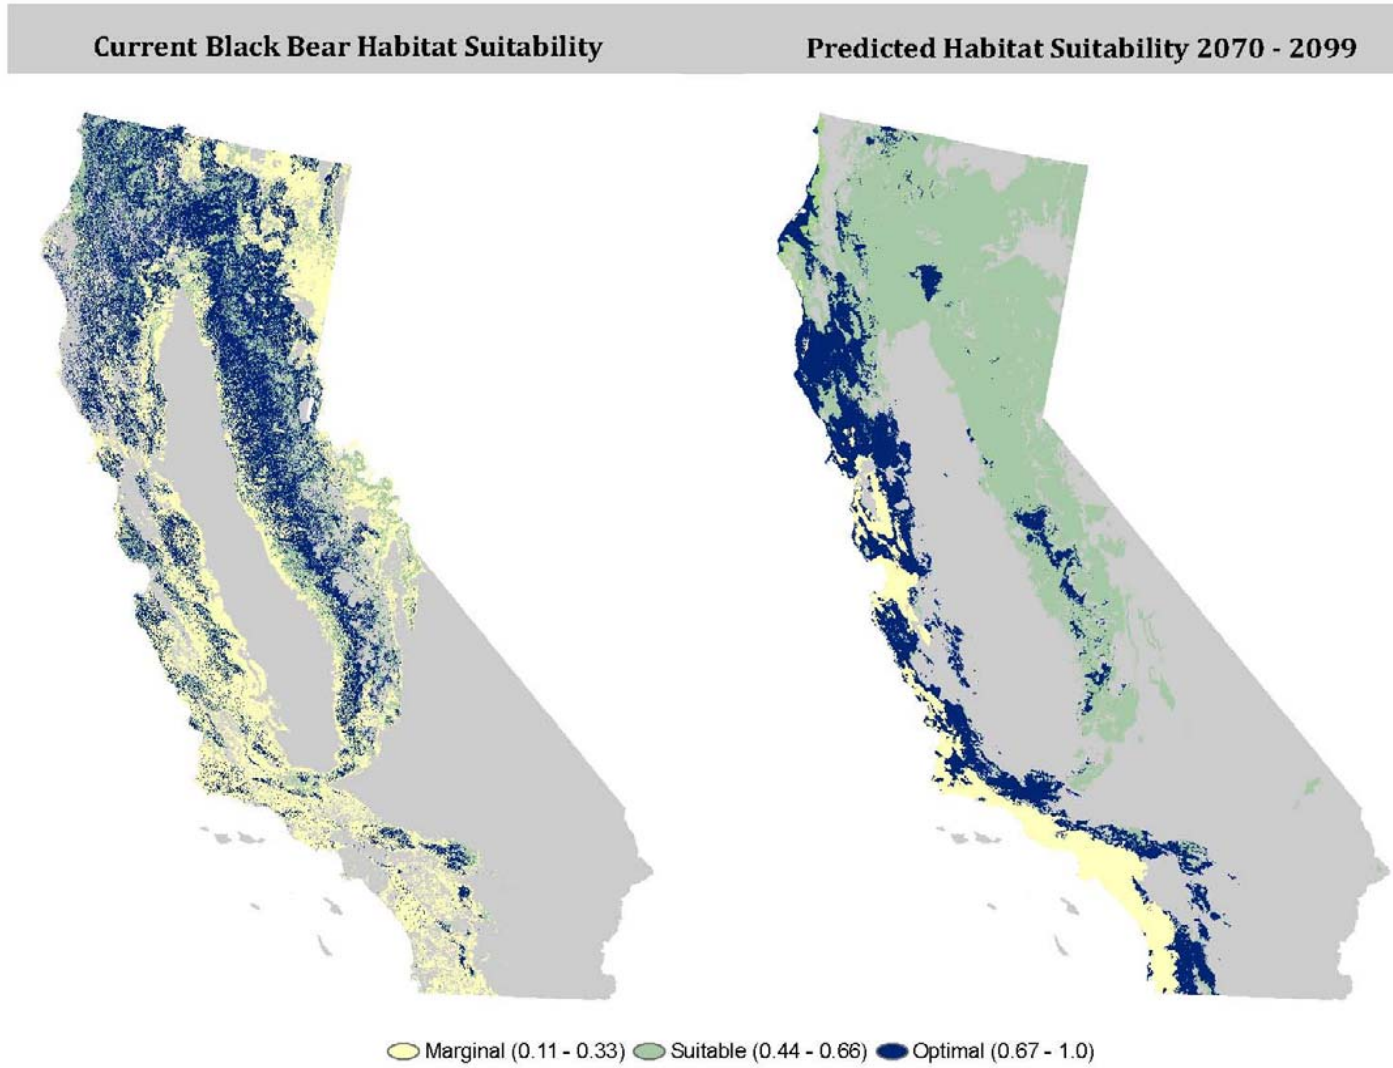 Current Black Bear Habitat Suitability
Predicted Habitat Suitability 2070 - 2099
Marginal (0.11 - 0.33) Suitable (0.44 - 0.66) Optimal (0.67 - 1.0)